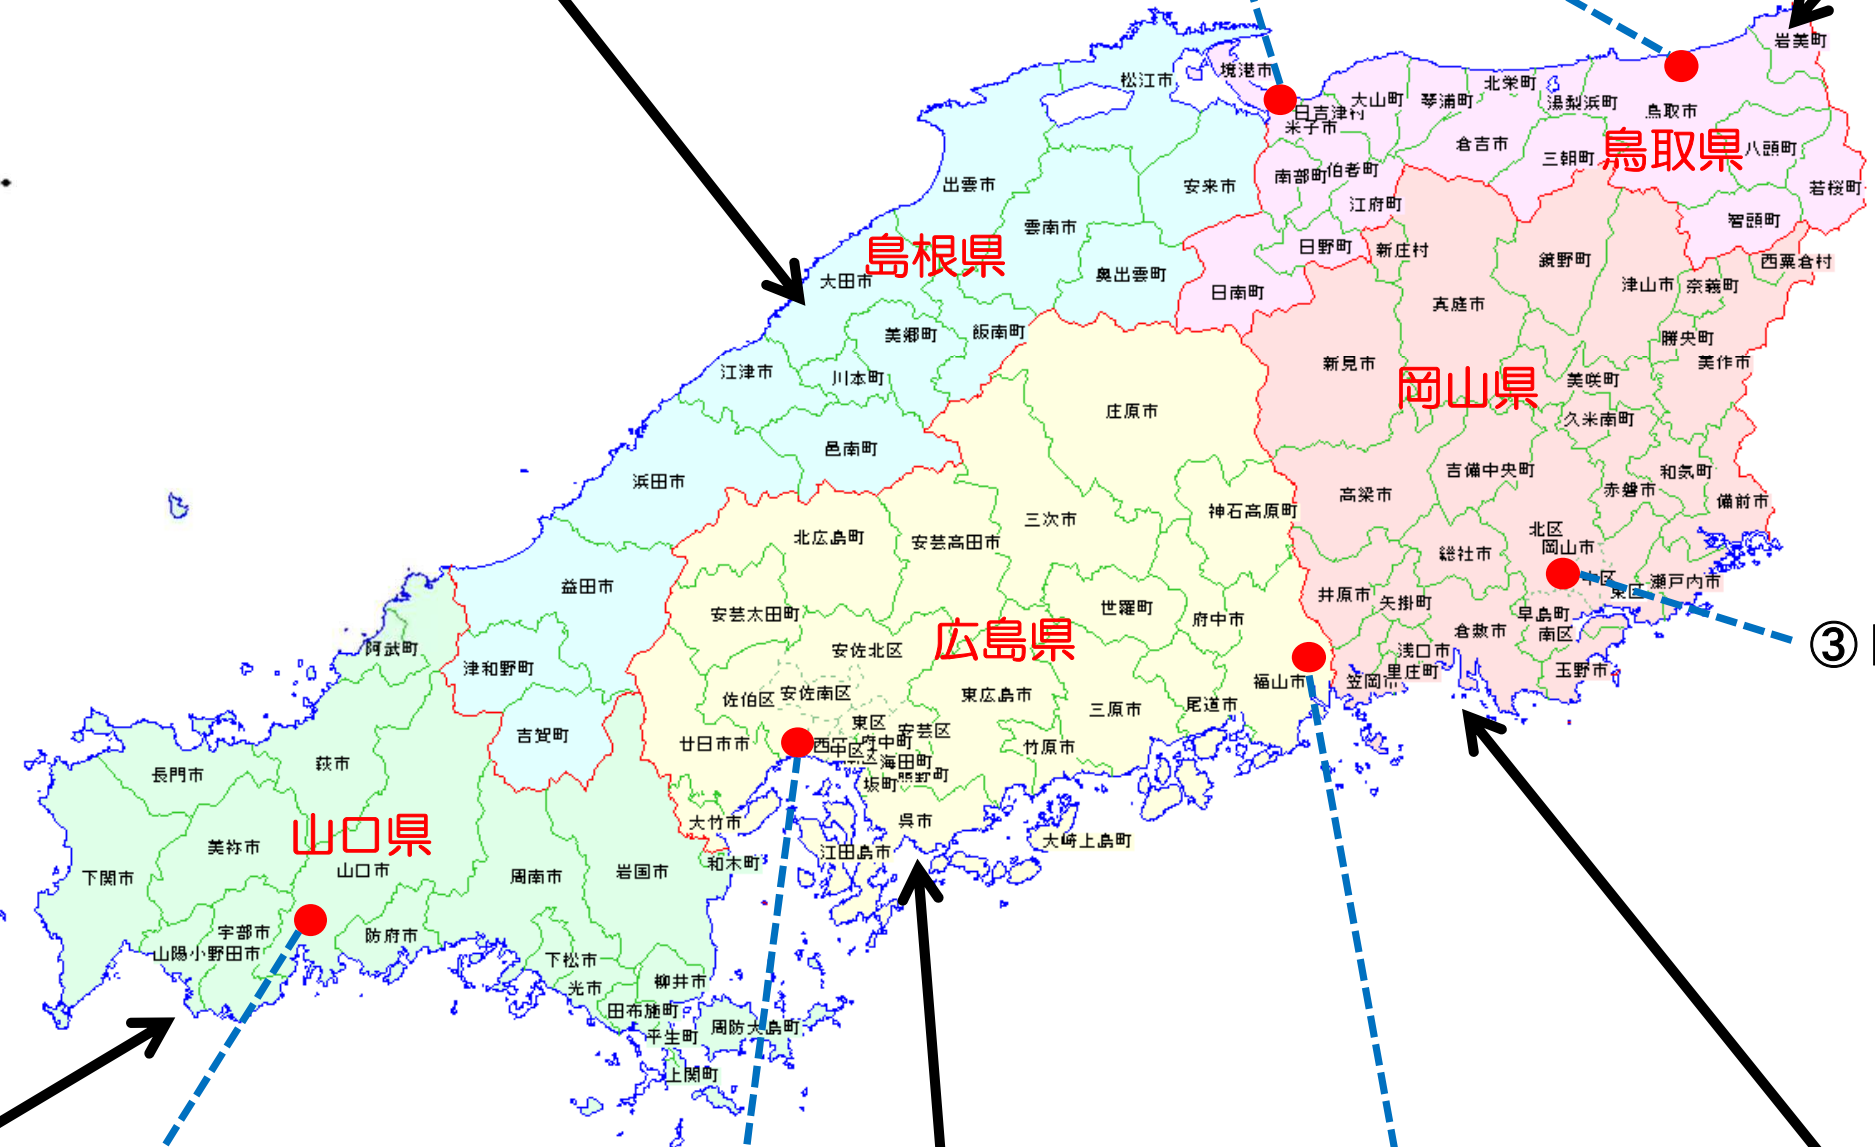 岩美町
松江市
境港市
北栄町
大山町
琴浦町
湯梨浜町
鳥取市
日吉津村
米子市
倉吉市
三朝町
鳥取県
八頭町
出雲市
安来市
南部町
伯耆町
若桜町
江府町
智頭町
雲南市
島根県
日野町
新庄村
鏡野町
西粟倉村
大田市
奥出雲町
日南町
真庭市
津山市
奈義町
美郷町
飯南町
勝央町
新見市
美作市
江津市
川本町
岡山県
美咲町
庄原市
久米南町
邑南町
吉備中央町
和気町
浜田市
高梁市
赤磐市
備前市
三次市
神石高原町
北広島町
安芸高田市
北区
岡山市
総社市
益田市
瀬戸内市
東区
安芸太田町
世羅町
府中市
井原市
矢掛町
早島町
倉敷市
南区
阿武町
広島県
安佐北区
浅口市
里庄町
玉野市
③
津和野町
佐伯区
安佐南区
東広島市
福山市
笠岡市
三原市
尾道市
吉賀町
東区
安芸区
廿日市市
府中町
中区
竹原市
萩市
長門市
海田町
熊野町
坂町
大竹市
呉市
山口県
美祢市
江田島市
大崎上島町
和木町
下関市
山口市
周南市
岩国市
宇部市
防府市
山陽小野田市
下松市
光市
柳井市
田布施町
周防大島町
平生町
上関町